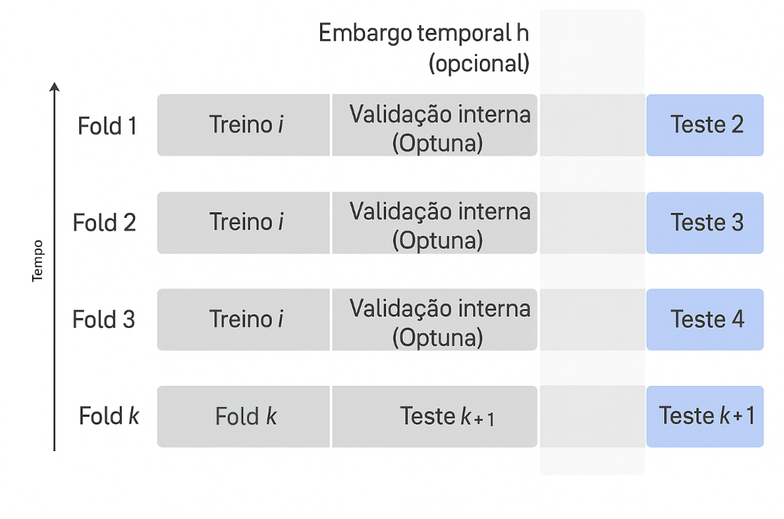 Embargo temporal h
(opcional)
Fold 1
Treino i
Validação interna
(Optuna)
Teste 2
Fold 2
Treino i
Validação interna
(Optuna)
Teste 3
Tempo
Fold 3
Treino i
Validação interna
(Optuna)
Teste 4
Fold k
Fold k
Teste k+1
Teste k+1